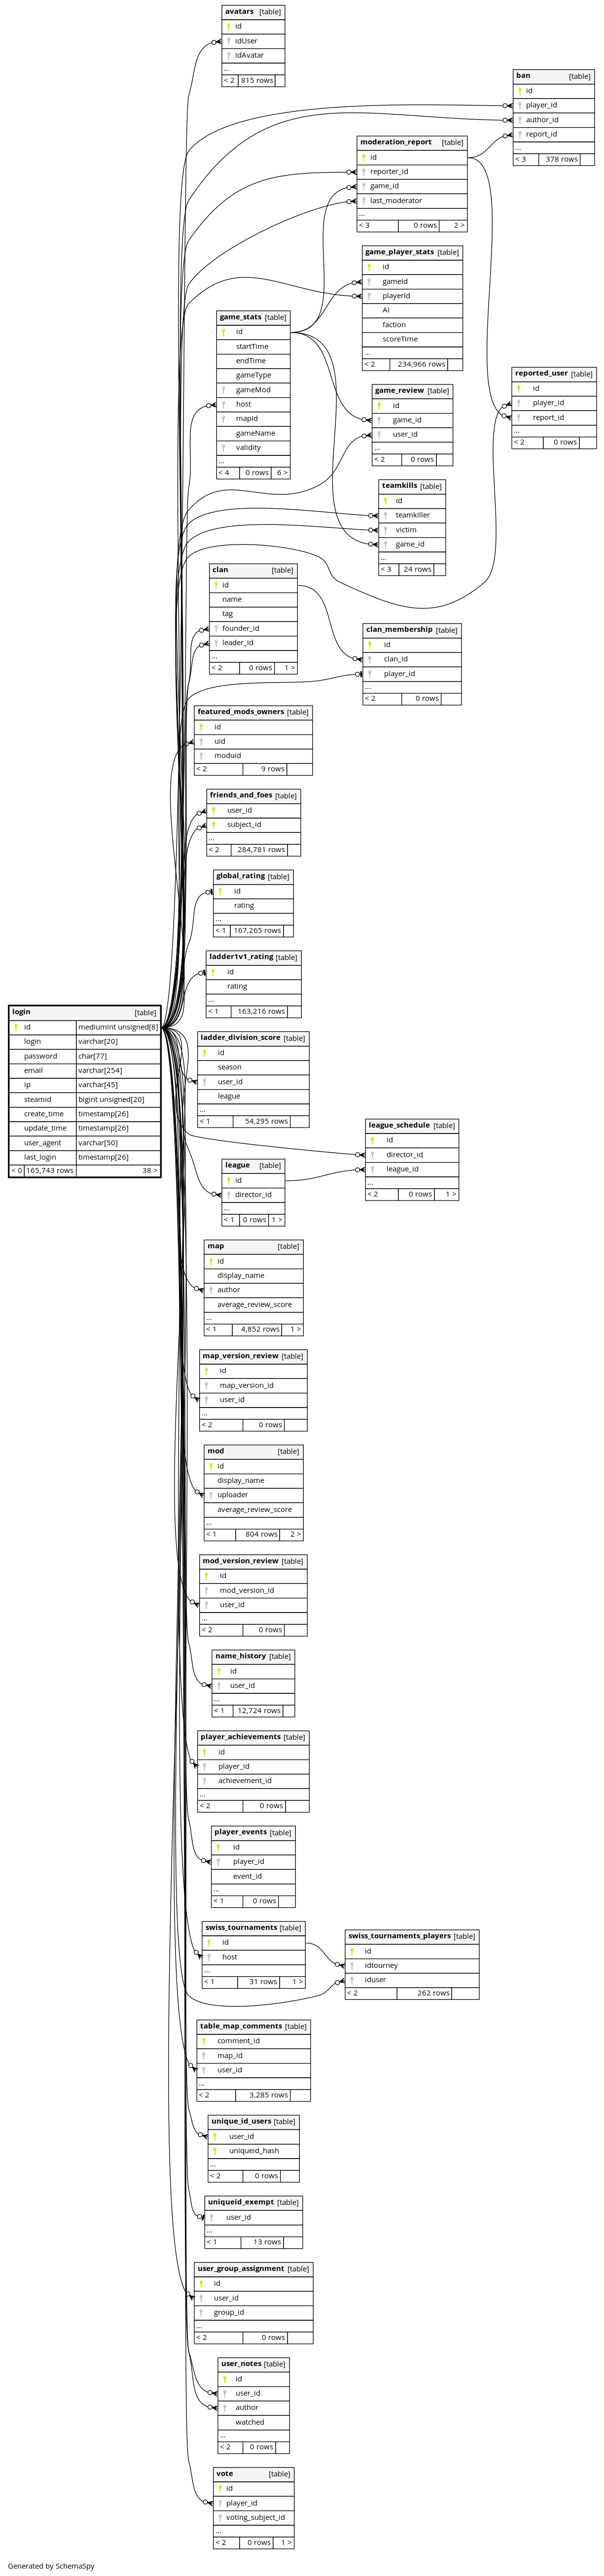 avatars [table]
id
idUser
idAvatar
...
< 2 815 rows
ban [table]
id
player_id
author_id
report_id
...
< 3 378 rows
moderation_report [table]
id
reporter_id
game_id
last_moderator
...
< 3 0 rows 2 >
game_player_stats [table]
id
gameId
playerId
AI
faction
scoreTime
...
< 2 234,966 rows
game_stats [table]
id
startTime
endTime
gameType
gameMod
host
mapId
gameName
validity
...
< 4 0 rows 6 >
reported_user [table]
id
player_id
report_id
...
< 2 0 rows
game_review [table]
id
game_id
user_id
...
< 2 0 rows
teamkills [table]
id
teamkiller
victim
game_id
...
< 3 24 rows
clan [table]
id
name
tag
founder_id
leader_id
...
< 2 0 rows 1 >
clan_membership [table]
id
clan_id
player_id
...
< 2 0 rows
featured_mods_owners [table]
id
uid
moduid
< 2 9 rows
friends_and_foes [table]
user_id
subject_id
...
< 2 284,781 rows
global_rating [table]
id
rating
...
< 1 167,265 rows
ladder1v1_rating [table]
id
rating
...
< 1 163,216 rows
login [table]
id mediumint unsigned[8]
login varchar[20]
password char[77]
email varchar[254]
ip varchar[45]
steamid bigint unsigned[20]
create_time timestamp[26]
update_time timestamp[26]
user_agent varchar[50]
last_login timestamp[26]
< 0 165,743 rows 38 >
ladder_division_score [table]
id
season
user_id
league
...
< 1 54,295 rows
league_schedule [table]
id
director_id
league_id
...
< 2 0 rows 1 >
league [table]
id
director_id
...
< 1 0 rows 1 >
map [table]
id
display_name
author
average_review_score
...
< 1 4,852 rows 1 >
map_version_review [table]
id
map_version_id
user_id
...
< 2 0 rows
mod [table]
id
display_name
uploader
average_review_score
...
< 1 804 rows 2 >
mod_version_review [table]
id
mod_version_id
user_id
...
< 2 0 rows
name_history [table]
id
user_id
...
< 1 12,724 rows
player_achievements [table]
id
player_id
achievement_id
...
< 2 0 rows
player_events [table]
id
player_id
event_id
...
< 1 0 rows
swiss_tournaments [table]
id
host
...
< 1 31 rows 1 >
swiss_tournaments_players [table]
id
idtourney
iduser
< 2 262 rows
table_map_comments [table]
comment_id
map_id
user_id
...
< 2 3,285 rows
unique_id_users [table]
user_id
uniqueid_hash
...
< 2 0 rows
uniqueid_exempt [table]
user_id
...
< 1 13 rows
user_group_assignment [table]
id
user_id
group_id
...
< 2 0 rows
user_notes [table]
id
user_id
author
watched
...
< 2 0 rows
vote [table]
id
player_id
voting_subject_id
...
< 2 0 rows 1 >
Generated by SchemaSpy